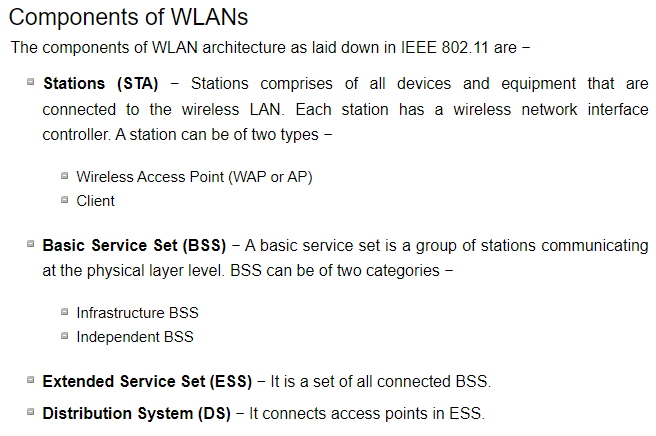 Components of WLANs
The components of WLAN architecture as laid down in IEEE 802.11 are −
Stations (STA) − Stations comprises of all devices and equipment that are
connected to the wireless LAN. Each station has a wireless network interface
controller. A station can be of two types −
Wireless Access Point (WAP or AP)
Client
Basic Service Set (BSS) − A basic service set is a group of stations communicating
at the physical layer level. BSS can be of two categories −
Infrastructure BSS
Independent BSS
Extended Service Set (ESS) − It is a set of all connected BSS.
Distribution System (DS) − It connects access points in ESS.